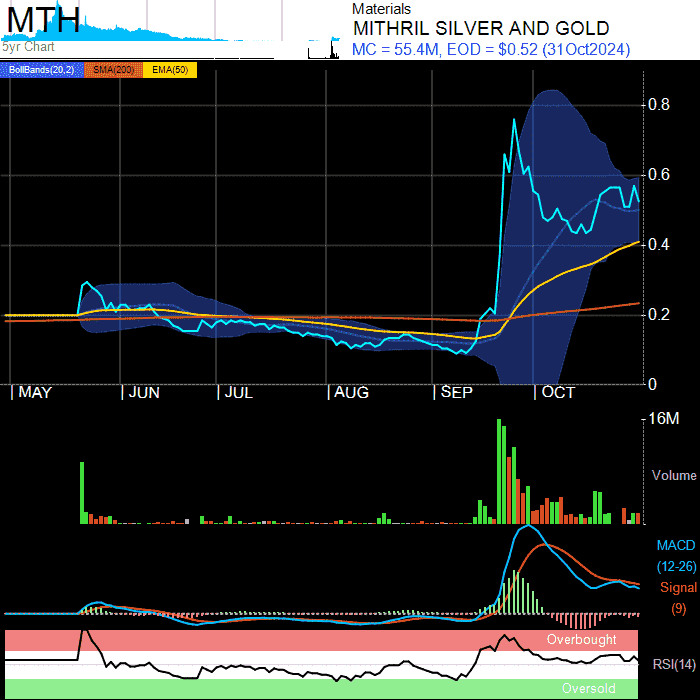 MTH
5yr Chart
Materials
MITHRIL SILVER AND GOLD
MC = 55.4M, EOD = $0.52 (31Oct2024)
BollBands(20,2) SMA(200) EMA(50)
0.8
0.6
0.4
0.2
0
MAY JUN JUL AUG SEP OCT
16M
Volume
MACD
(12-26)
Signal
(9)
Overbought
RSI(14)
Oversold